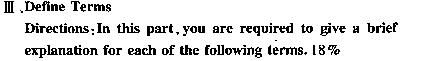 Ⅲ.Define Terms
Directions:In this part,you are required to give a brief
explanation for each of the following terms.18%